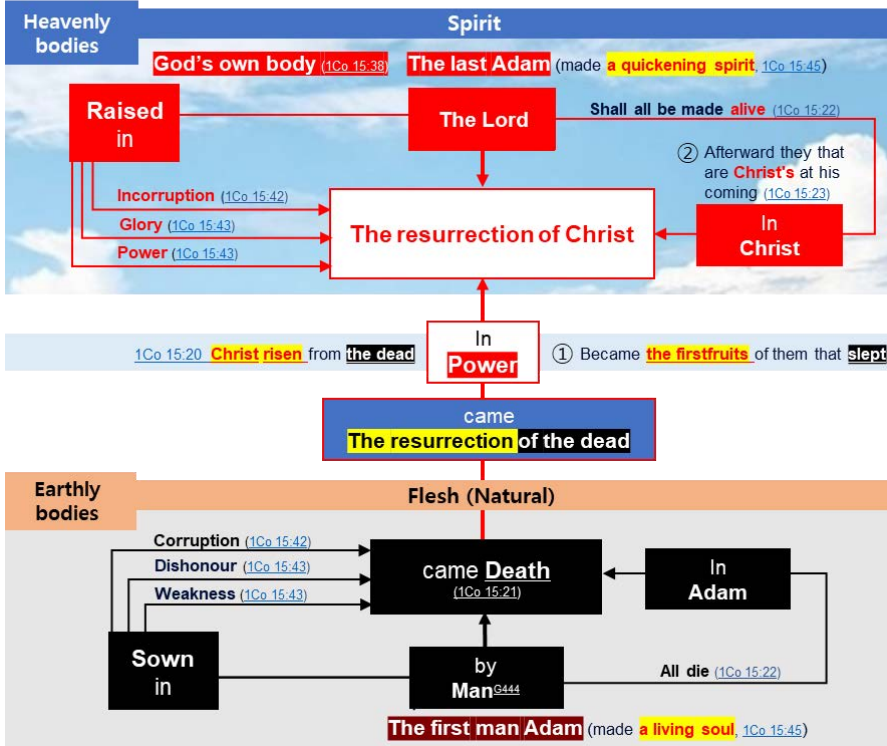 Heavenly
bodies
Spirit
God's own body (1Co 15:38)
The last Adam (made a quickening spirit, 1Co 15:45)
Raised
in
The Lord
Shall all be made alive (1Co 15:22)
② Afterward they that
are Christ's at his
coming (1Co 15:23)
Incorruption (1Co 15:42)
Glory (1Co 15:43)
Power (1Co 15:43)
The resurrection of Christ
In
Christ
1Co 15:20 Christ risen from the dead
In
Power
① Became the firstfruits of them that slept
came
The resurrection of the dead
Earthly
bodies
Flesh (Natural)
Corruption (1Co 15:42)
Dishonour (1Co 15:43)
Weakness (1Co 15:43)
came Death
(1Co 15:21)
In
Adam
Sown
in
by
Man G444
All die (1Co 15:22)
The first man Adam (made a living soul, 1Co 15:45)